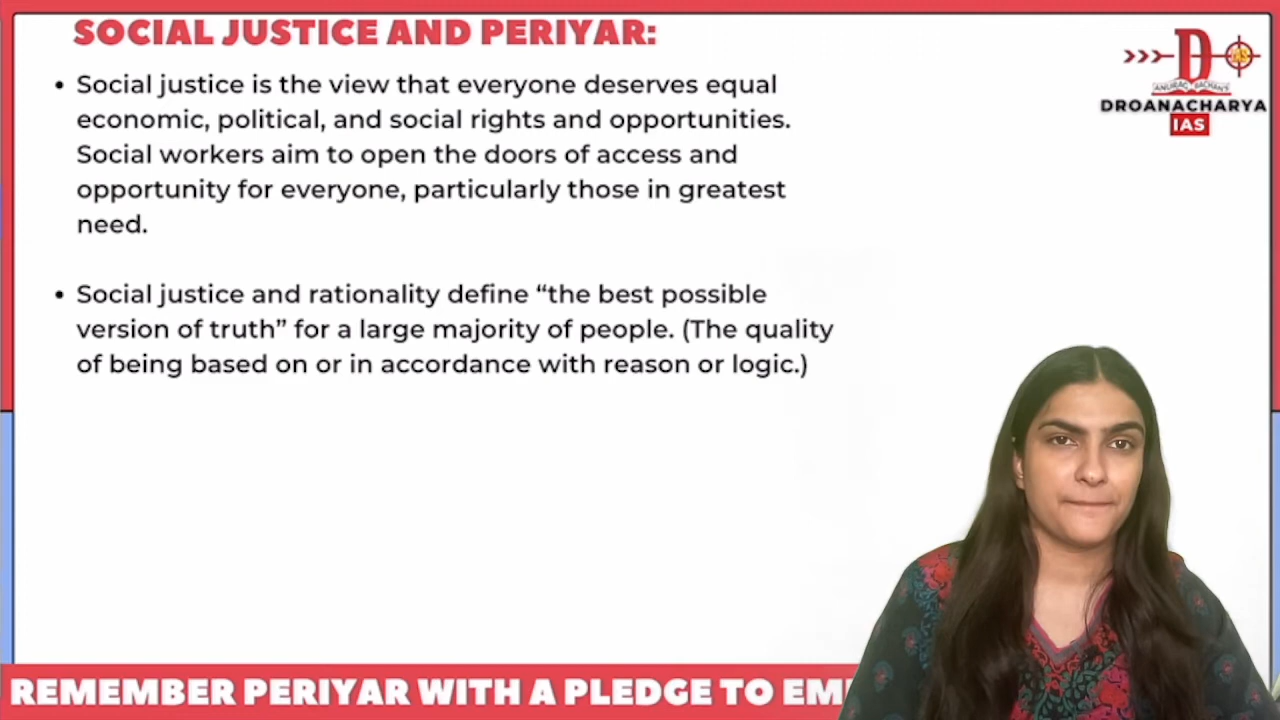 SOCIAL JUSTICE AND PERIYAR:
• Social justice is the view that everyone deserves equal
economic, political, and social rights and opportunities.
Social workers aim to open the doors of access and
opportunity for everyone, particularly those in greatest
need.
• Social justice and rationality define “the best possible
version of truth” for a large majority of people. (The quality
of being based on or in accordance with reason or logic.)
D
IAS
ANURAG BACHAN'S
DROANACHARYA
IAS
REMEMBER PERIYAR WITH A PLEDGE TO